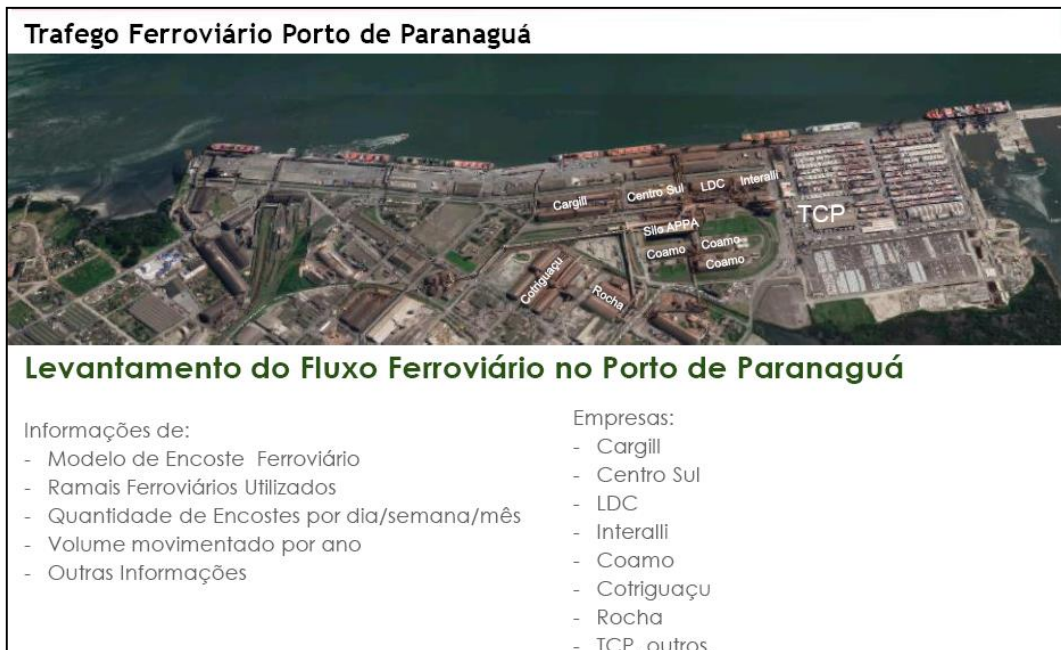 Trafego Ferroviário Porto de Paranaguá
Cargill
Centro Sul
LDC
Interalli
TCP
Silo APPA
Coamo
Coamo
Coamo
Cotriguaçu
Rocha
Levantamento do Fluxo Ferroviário no Porto de Paranaguá
Informações de:
- Modelo de Encoste Ferroviário
- Ramais Ferroviários Utilizados
- Quantidade de Encostes por dia/semana/mês
- Volume movimentado por ano
- Outras Informações
Empresas:
- Cargill
- Centro Sul
- LDC
- Interalli
- Coamo
- Cotriguaçu
- Rocha
- TCP, outros